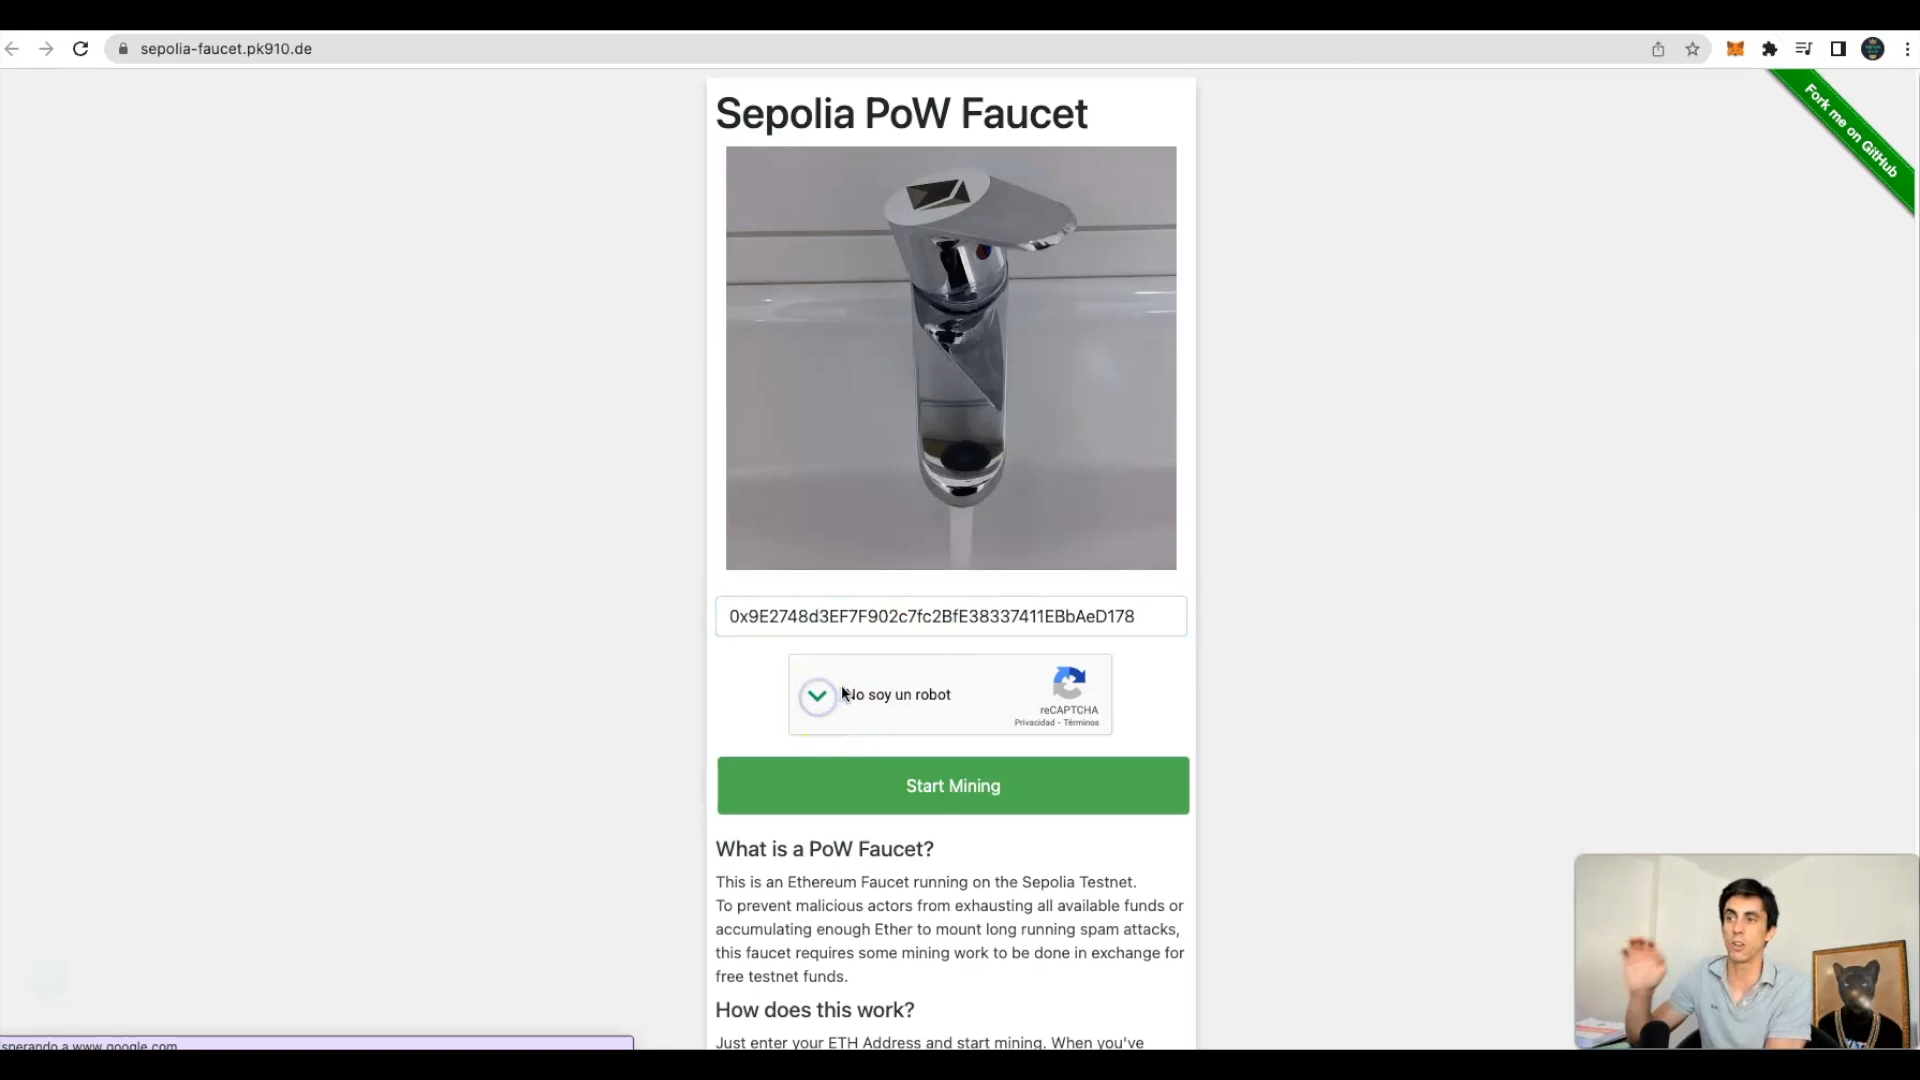 sepolia-faucet.pk910.de
Fork me on GitHub
Sepolia PoW Faucet
0x9E2748d3EF7F902c7fc2BfE38337411EBbAeD178
No soy un robot
reCAPTCHA
Privacidad - Términos
Start Mining
What is a PoW Faucet?
This is an Ethereum Faucet running on the Sepolia Testnet.
To prevent malicious actors from exhausting all available funds or
accumulating enough Ether to mount long running spam attacks,
this faucet requires some mining work to be done in exchange for
free testnet funds.
How does this work?
Just enter your ETH Address and start mining. When you've
sperando a www.google.com